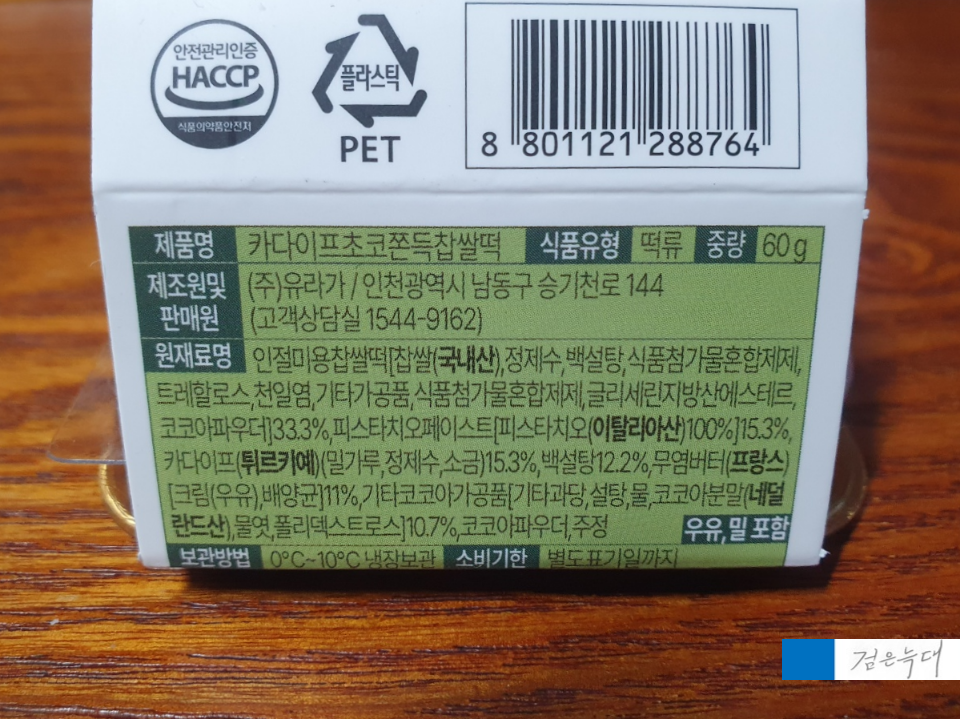 안전관리인증
HACCP
식품의약품안전처
플라스틱
PET
8 801121 288764
제품명 카다이프초코쫀득찹쌀떡 식품유형 떡류 중량 60g
제조원및 (주)유라가 / 인천광역시 남동구 승기천로 144
판매원 (고객상담실 1544-9162)
원재료명 인절미용찹쌀떡[찹쌀(국내산),정제수,백설탕,식품첨가물혼합제제,
트레할로스,천일염,기타가공품,식품첨가물혼합제제,글리세린지방산에스테르,
코코아파우더]33.3%,피스타치오페이스트[피스타치오(이탈리아산)100%]15.3%,
카다이프(튀르키예)(밀가루,정제수,소금)15.3%,백설탕12.2%,무염버터(프랑스)
[크림(우유),배양균]11%,기타코코아가공품[기타과당,설탕,물,코코아분말(네덜
란드산),물엿,폴리덱스트로스]10.7%,코코아파우더,주정 우유,밀 포함
보관방법 0°C~10°C 냉장보관 소비기한 별도표기일까지
검은늑대